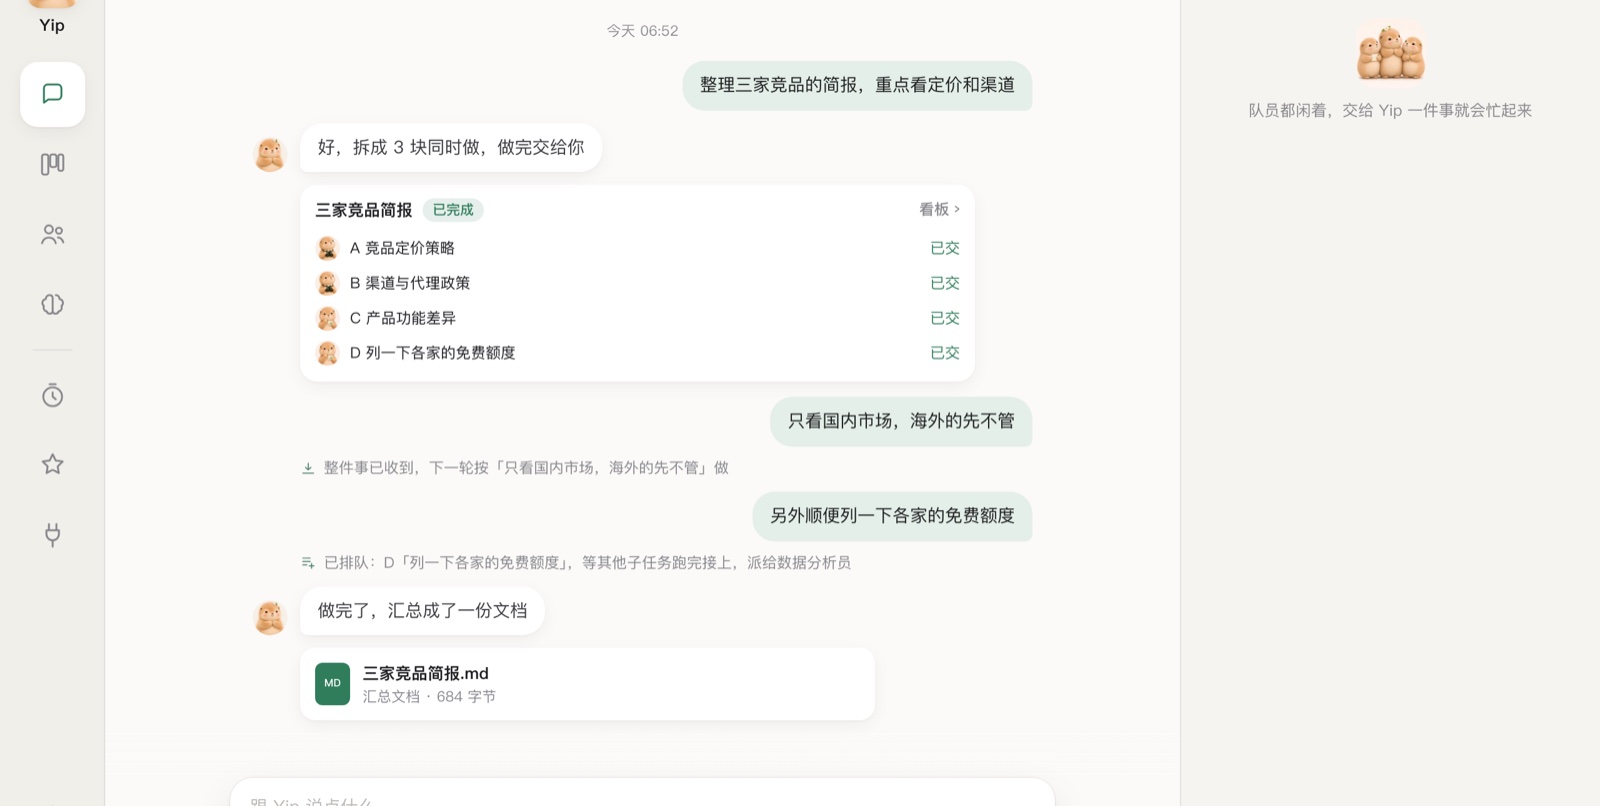 Yip
今天 06:52
整理三家竞品的简报，重点看定价和渠道
好，拆成 3 块同时做，做完交给你
三家竞品简报 已完成 看板 ›
A 竞品定价策略 已交
B 渠道与代理政策 已交
C 产品功能差异 已交
D 列一下各家的免费额度 已交
只看国内市场，海外的先不管
整件事已收到，下一轮按「只看国内市场，海外的先不管」做
另外顺便列一下各家的免费额度
已排队：D「列一下各家的免费额度」，等其他子任务跑完接上，派给数据分析员
做完了，汇总成了一份文档
MD
三家竞品简报.md
汇总文档 · 684 字节
跟 Yip 说点什么
队员都闲着，交给 Yip 一件事就会忙起来